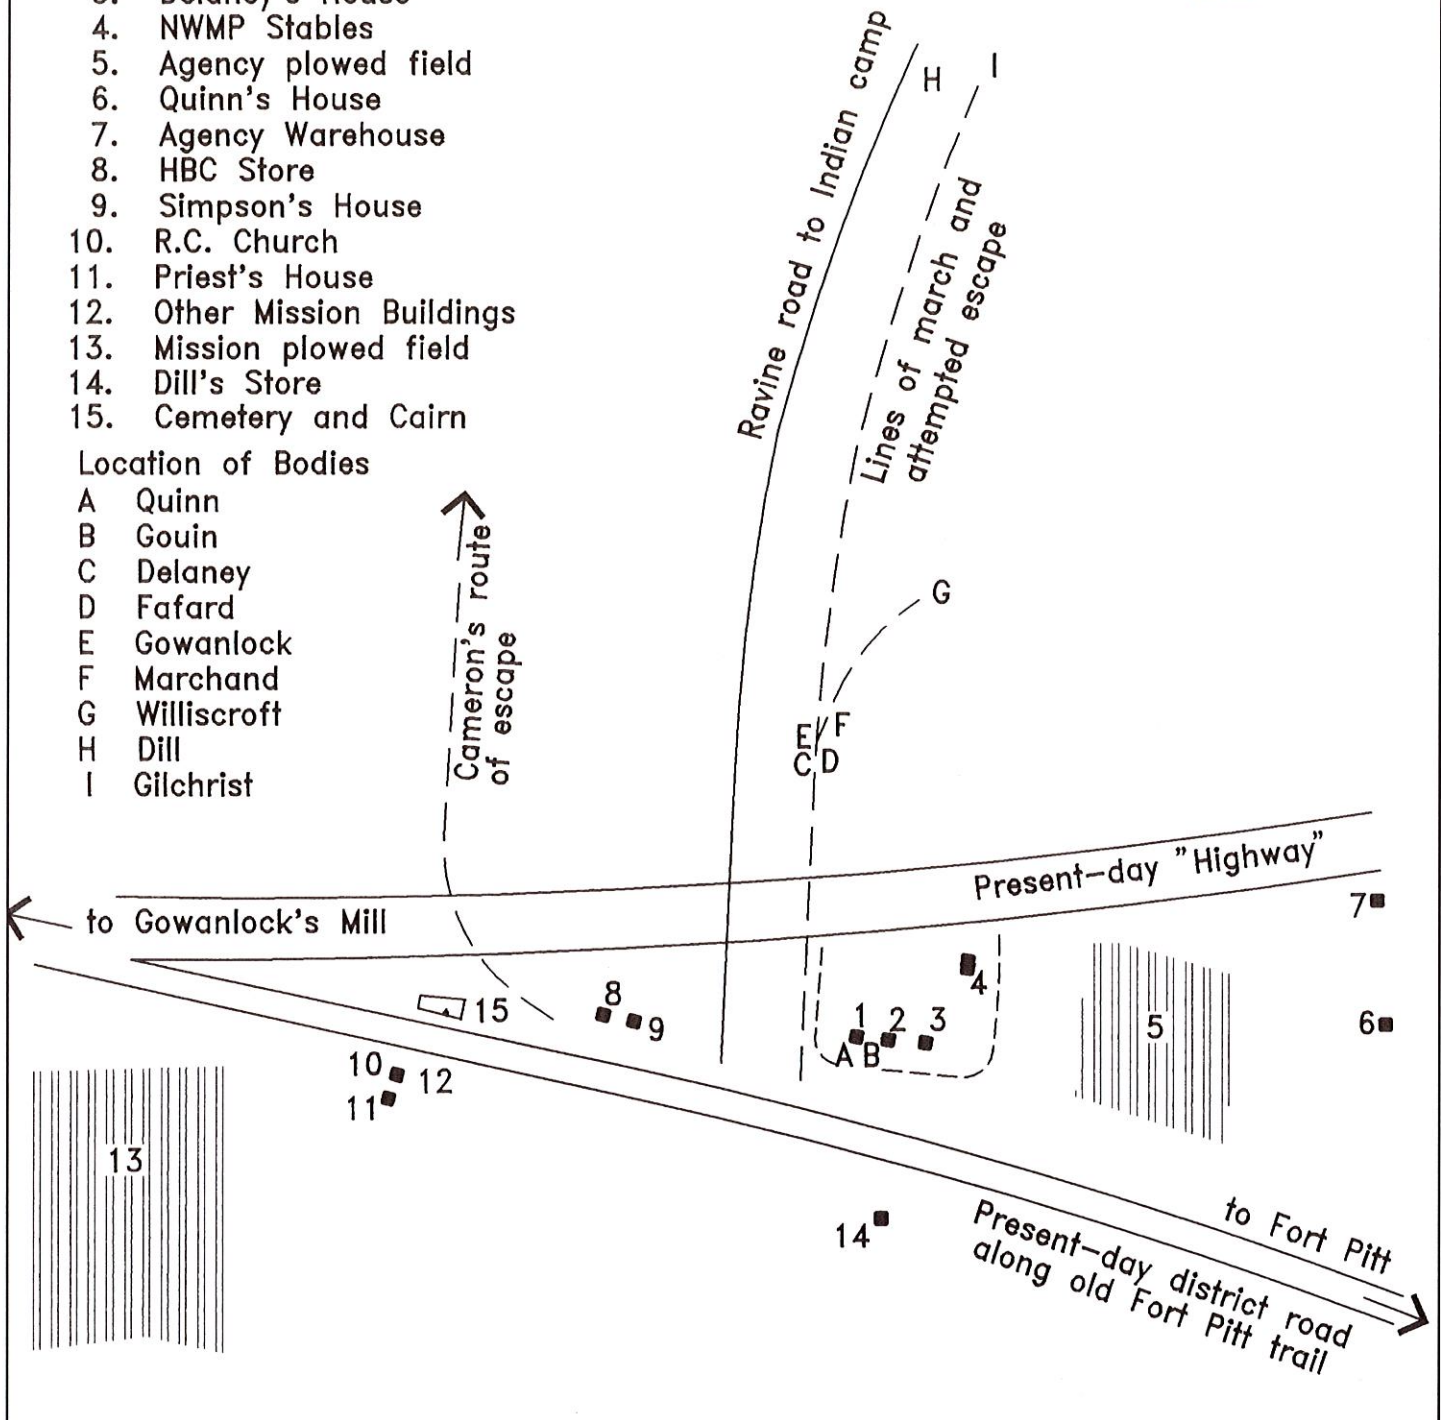 4. NWMP Stables
5. Agency plowed field
6. Quinn's House
7. Agency Warehouse
8. HBC Store
9. Simpson's House
10. R.C. Church
11. Priest's House
12. Other Mission Buildings
13. Mission plowed field
14. Dill's Store
15. Cemetery and Cairn
Location of Bodies
A Quinn
B Gouin
C Delaney
D Fafard
E Gowanlock
F Marchand
G Williscroft
H Dill
I Gilchrist
Cameron's route
of escape
Ravine road to Indian camp
H
I
Lines of march and
attempted escape
G
E
F
C
D
Present-day "Highway"
to Gowanlock's Mill
7
4
15
8
9
1
2
3
A
B
5
6
10
12
11
13
14
to Fort Pitt
Present-day district road
along old Fort Pitt trail